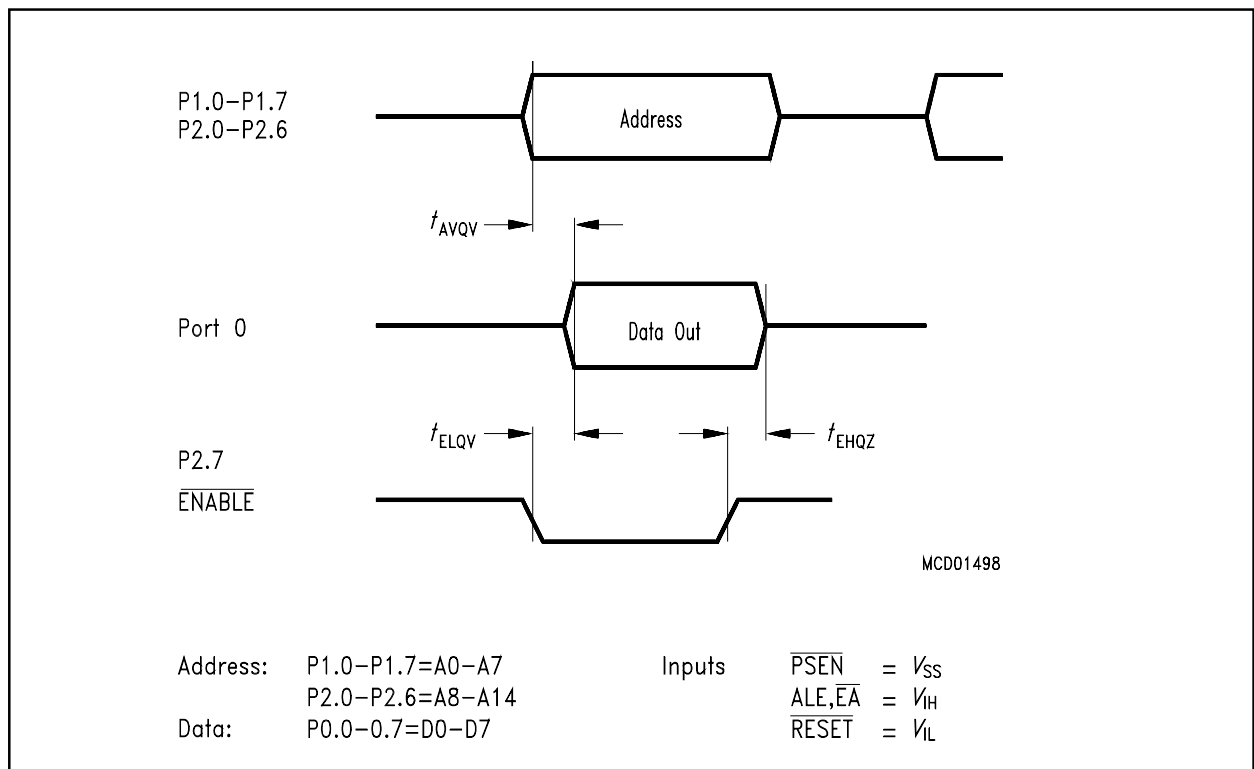 P1.0-P1.7
P2.0-P2.6
Address
tAVQV
Port 0
Data Out
tELQV
tEHQZ
P2.7
ENABLE
MCD01498
Address: P1.0-P1.7=A0-A7 Inputs PSEN = VSS
P2.0-P2.6=A8-A14 ALE,EA = VIH
Data: P0.0-0.7=D0-D7 RESET = VIL